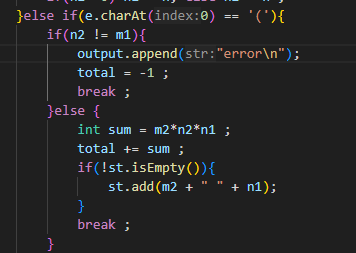 }else if(e.charAt(index:0) == '('){
if(n2 != m1){
output.append(str:"error\n");
total = -1 ;
break ;
}else {
int sum = m2*n2*n1 ;
total += sum ;
if(!st.isEmpty()){
st.add(m2 + " " + n1);
}
break ;
}